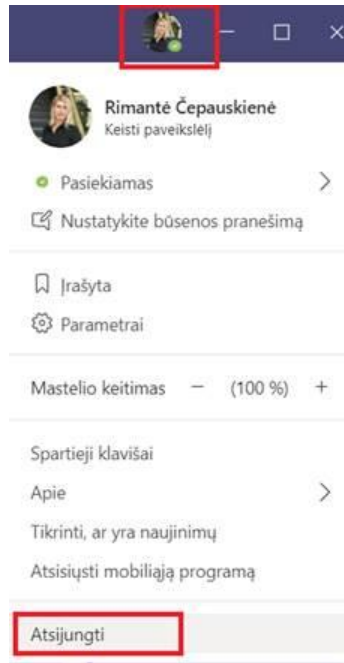 Rimantė Čepauskienė
Keisti paveikslėlį
Pasiekiamas
Nustatykite būsenos pranešimą
Įrašyta
Parametrai
Mastelio keitimas − (100 %) +
Spartieji klavišai
Apie
Tikrinti, ar yra naujinimų
Atsisiųsti mobiliąją programą
Atsijungti